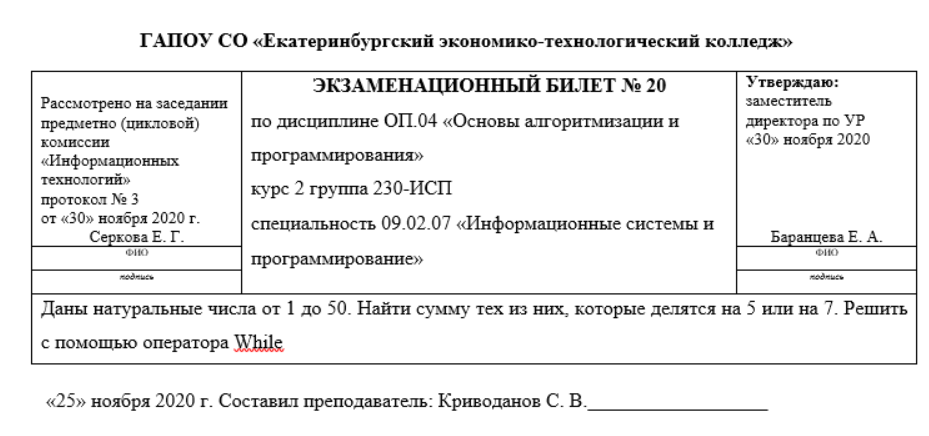 ГАПОУ СО «Екатеринбургский экономико-технологический колледж»
Рассмотрено на заседании
предметно (цикловой)
комиссии
«Информационных
технологий»
протокол № 3
от «30» ноября 2020 г.
Серкова Е. Г.
ФИО
подпись
ЭКЗАМЕНАЦИОННЫЙ БИЛЕТ № 20
по дисциплине ОП.04 «Основы алгоритмизации и
программирования»
курс 2 группа 230-ИСП
специальность 09.02.07 «Информационные системы и
программирование»
Утверждаю:
заместитель
директора по УР
«30» ноября 2020
Баранцева Е. А.
ФИО
подпись
Даны натуральные числа от 1 до 50. Найти сумму тех из них, которые делятся на 5 или на 7. Решить
с помощью оператора While
«25» ноября 2020 г. Составил преподаватель: Криводанов С. В.___________________